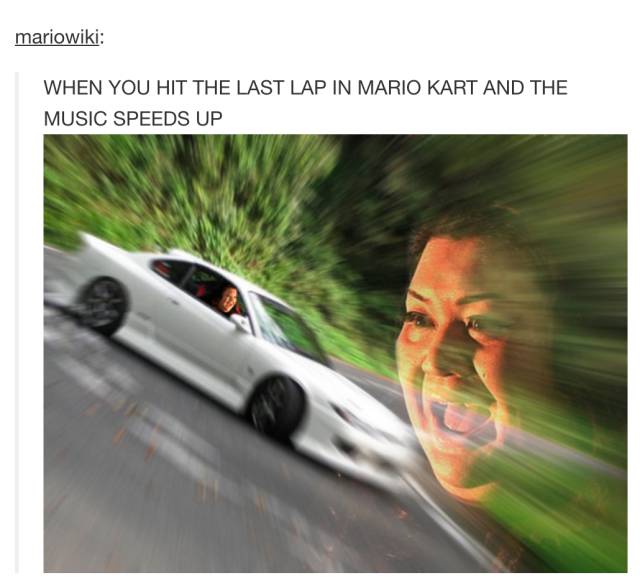 mariowiki:
WHEN YOU HIT THE LAST LAP IN MARIO KART AND THE
MUSIC SPEEDS UP